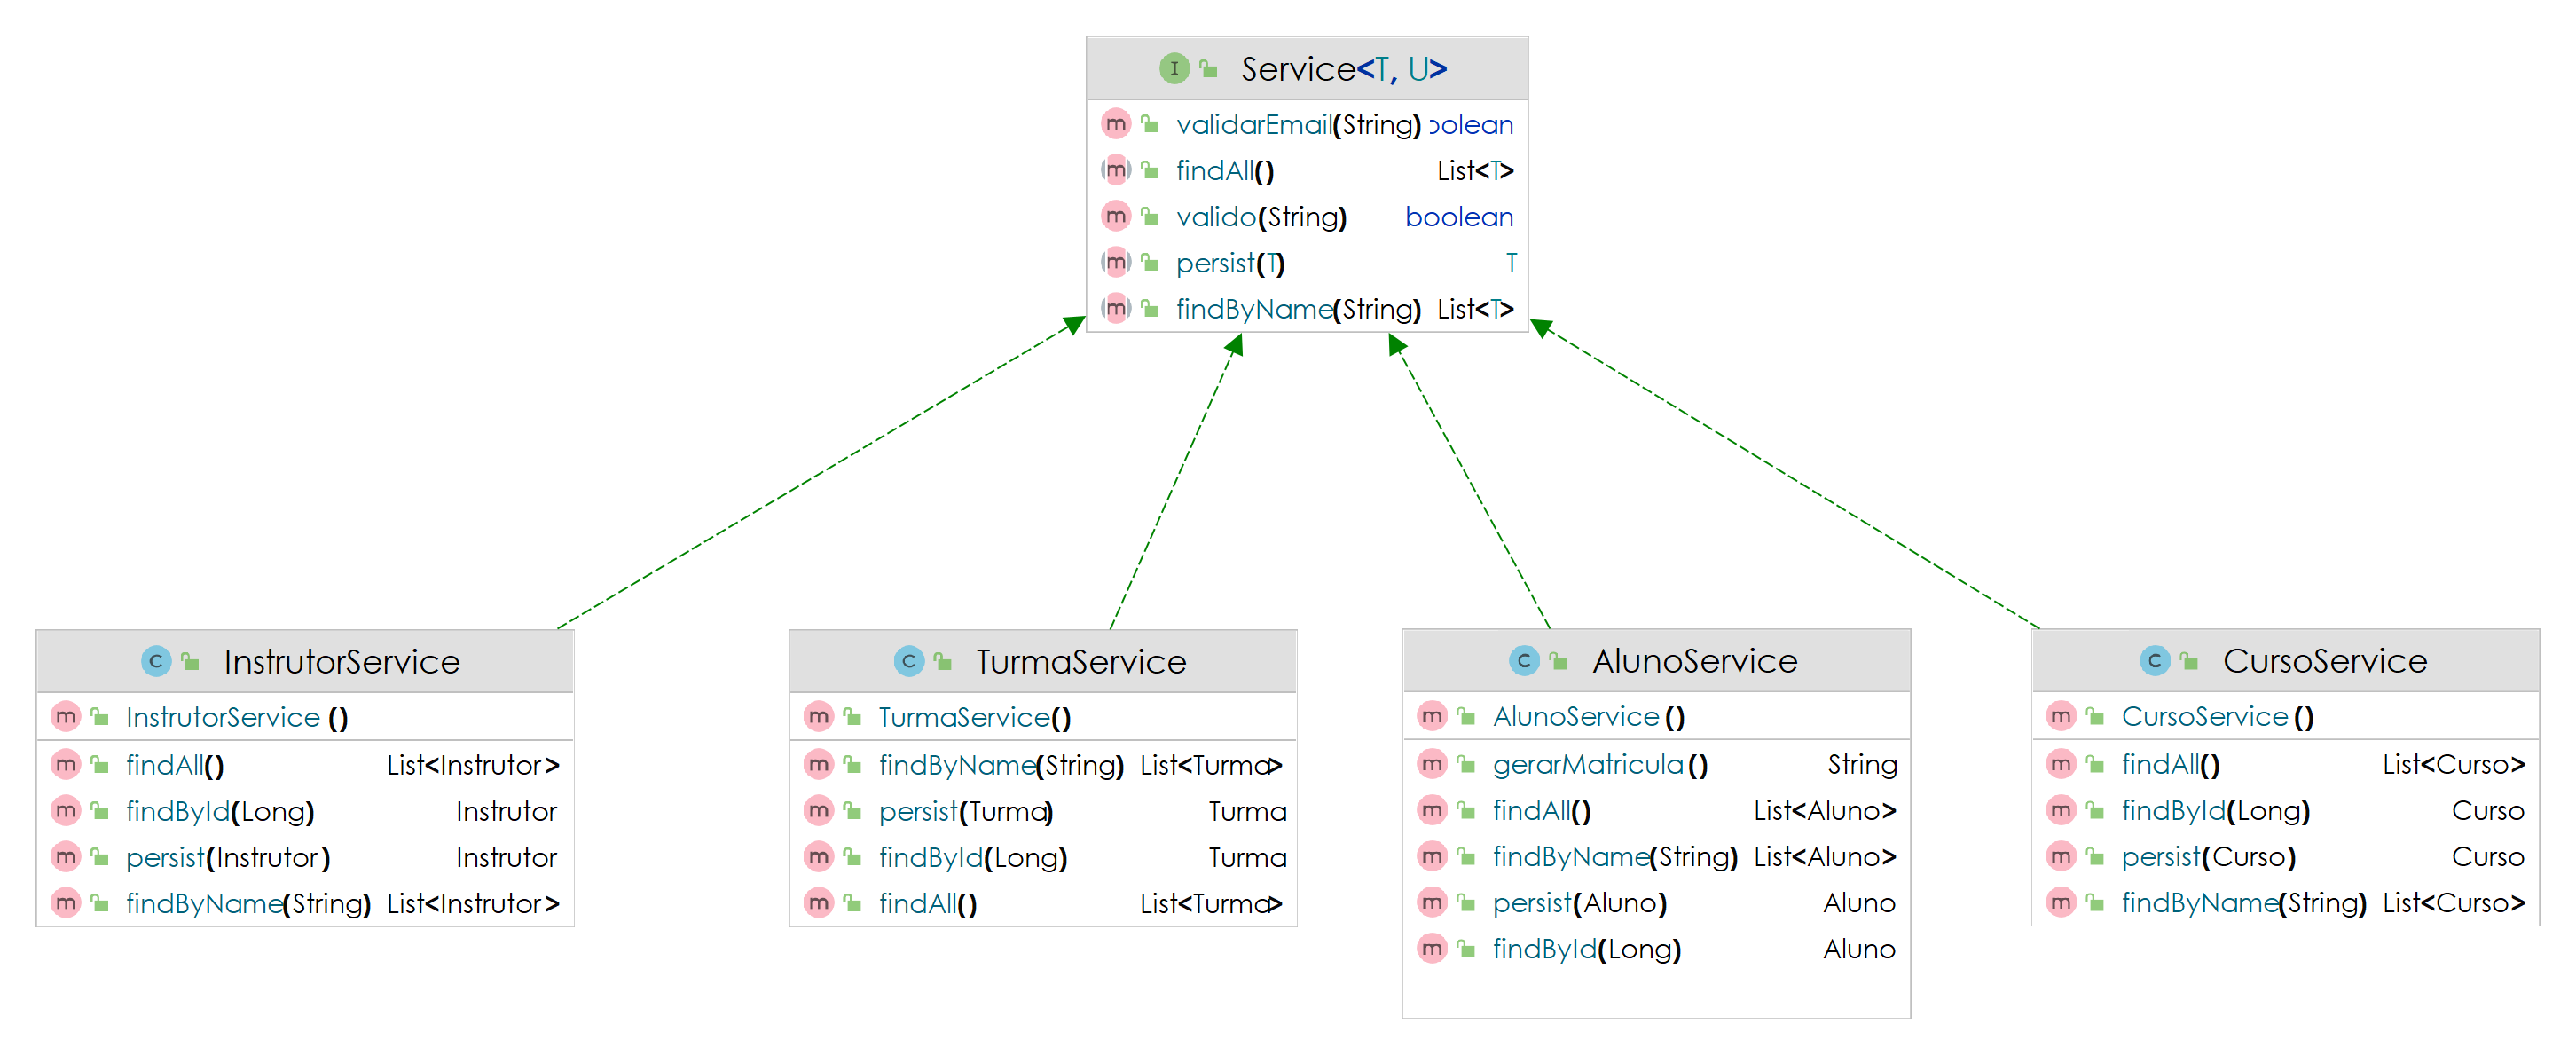 I Service<T, U>
m validarEmail(String) boolean
m findAll() List<T>
m valido(String) boolean
m persist(T) T
m findByName(String) List<T>
C InstrutorService
m InstrutorService ()
m findAll() List<Instrutor>
m findById(Long) Instrutor
m persist(Instrutor) Instrutor
m findByName(String) List<Instrutor>
C TurmaService
m TurmaService()
m findByName(String) List<Turma>
m persist(Turma) Turma
m findById(Long) Turma
m findAll() List<Turma>
C AlunoService
m AlunoService ()
m gerarMatricula () String
m findAll() List<Aluno>
m findByName(String) List<Aluno>
m persist(Aluno) Aluno
m findById(Long) Aluno
C CursoService
m CursoService ()
m findAll() List<Curso>
m findById(Long) Curso
m persist(Curso) Curso
m findByName(String) List<Curso>